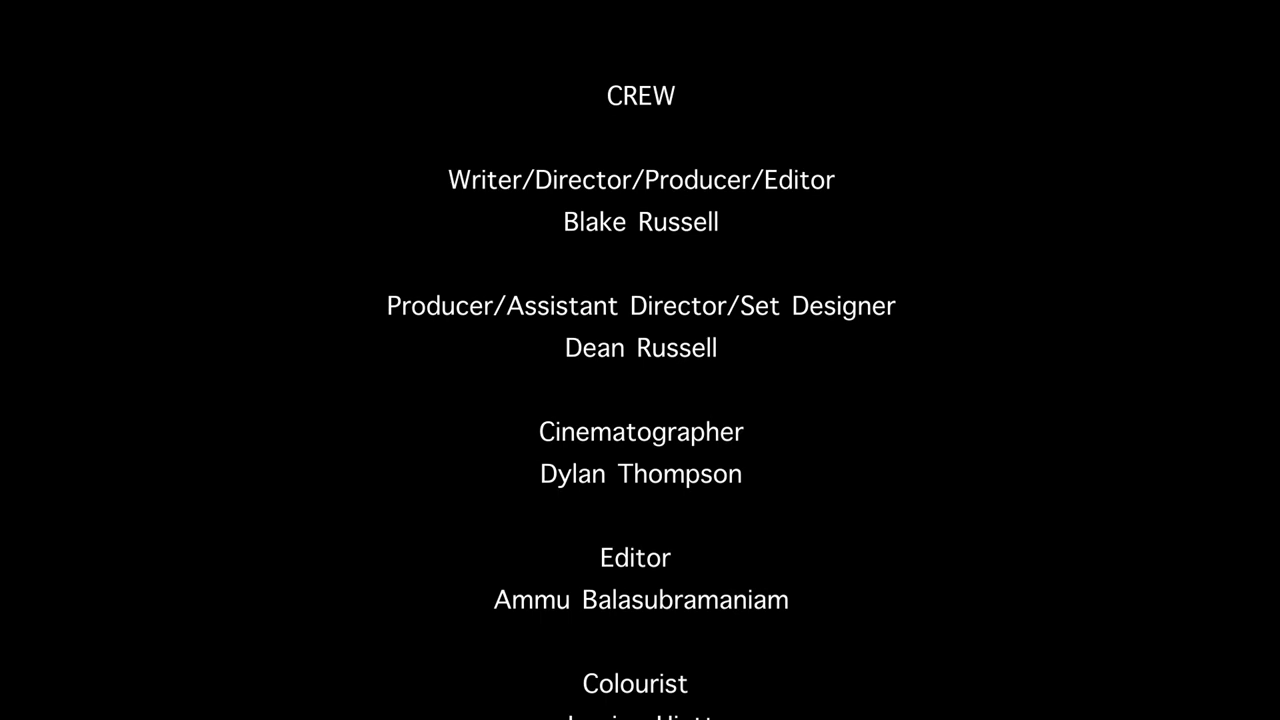 CREW
Writer/Director/Producer/Editor
Blake Russell
Producer/Assistant Director/Set Designer
Dean Russell
Cinematographer
Dylan Thompson
Editor
Ammu Balasubramaniam
Colourist